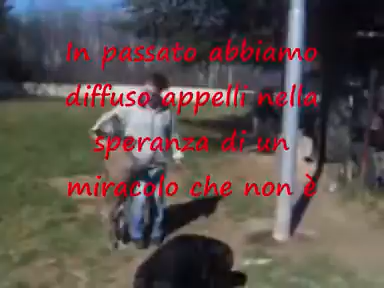 In passato abbiamo
diffuso appelli nella
speranza di un
miracolo che non è